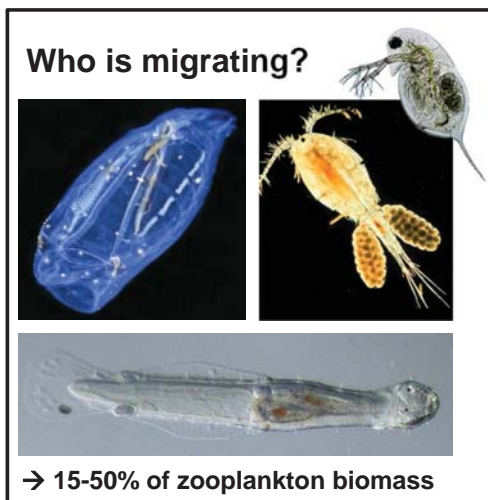 Who is migrating?
→ 15-50% of zooplankton biomass